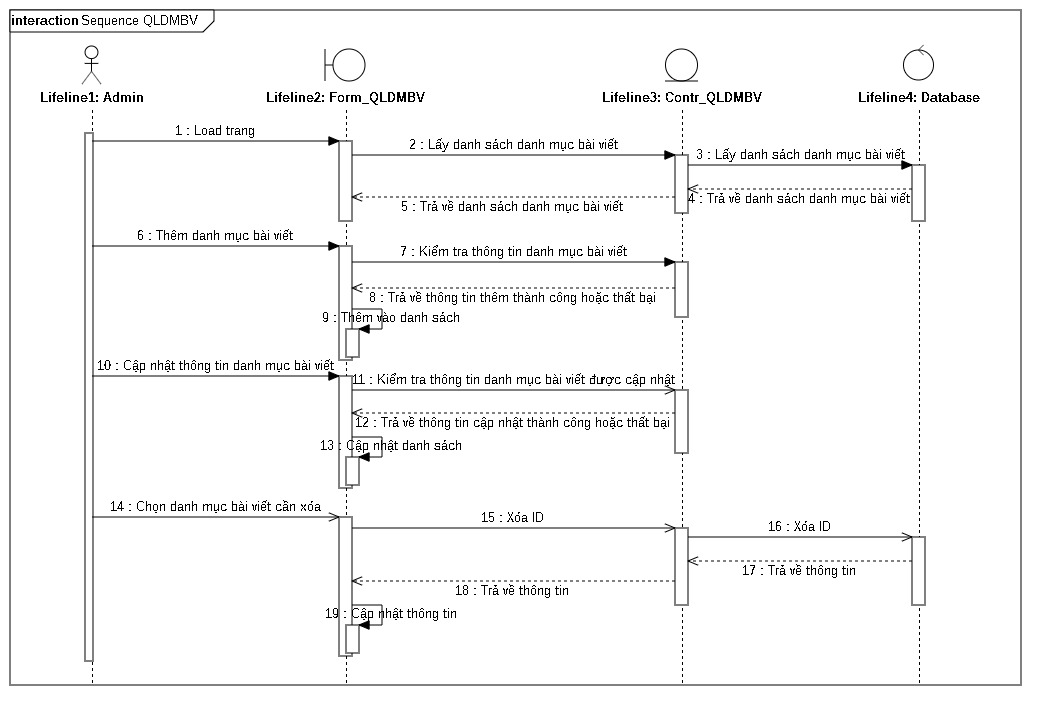 interaction Sequence QLDMBV
Lifeline1: Admin
Lifeline2: Form_QLDMBV
Lifeline3: Contr_QLDMBV
Lifeline4: Database
1 : Load trang
2 : Lấy danh sách danh mục bài viết
3 : Lấy danh sách danh mục bài viết
4 : Trả về danh sách danh mục bài viết
5 : Trả về danh sách danh mục bài viết
6 : Thêm danh mục bài viết
7 : Kiểm tra thông tin danh mục bài viết
8 : Trả về thông tin thêm thành công hoặc thất bại
9 : Thêm vào danh sách
10 : Cập nhật thông tin danh mục bài viết
11 : Kiểm tra thông tin danh mục bài viết được cập nhật
12 : Trả về thông tin cập nhật thành công hoặc thất bại
13 : Cập nhật danh sách
14 : Chọn danh mục bài viết cần xóa
15 : Xóa ID
16 : Xóa ID
17 : Trả về thông tin
18 : Trả về thông tin
19 : Cập nhật thông tin